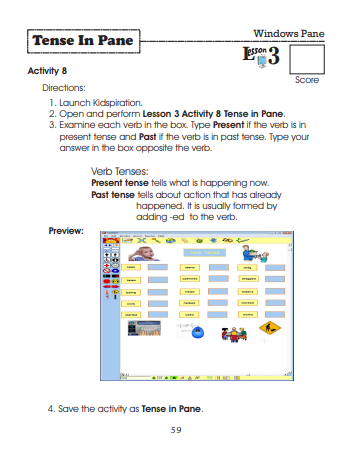 Tense In Pane
Windows Pane
Lesson 3
Score
Activity 8
Directions:
1. Launch Kidspiration.
2. Open and perform Lesson 3 Activity 8 Tense in Pane.
3. Examine each verb in the box. Type Present if the verb is in
present tense and Past if the verb is in past tense. Type your
answer in the box opposite the verb.
Verb Tenses:
Present tense tells what is happening now.
Past tense tells about action that has already
happened. It is usually formed by
adding -ed to the verb.
Preview:
4. Save the activity as Tense in Pane.
59